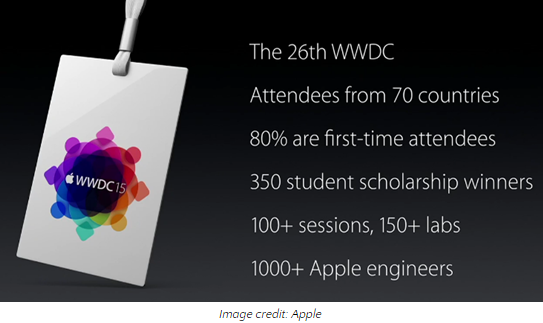 The 26th WWDC
Attendees from 70 countries
80% are first-time attendees
350 student scholarship winners
100+ sessions, 150+ labs
1000+ Apple engineers
WWDC15
Image credit: Apple